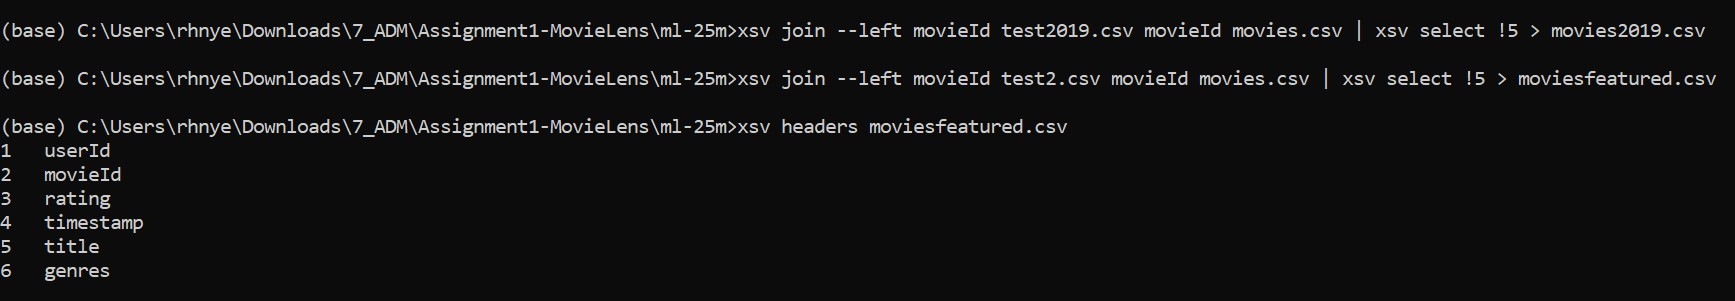 (base) C:\Users\rhnye\Downloads\7_ADM\Assignment1-MovieLens\ml-25m>xsv join --left movieId test2019.csv movieId movies.csv | xsv select !5 > movies2019.csv
(base) C:\Users\rhnye\Downloads\7_ADM\Assignment1-MovieLens\ml-25m>xsv join --left movieId test2.csv movieId movies.csv | xsv select !5 > moviesfeatured.csv
(base) C:\Users\rhnye\Downloads\7_ADM\Assignment1-MovieLens\ml-25m>xsv headers moviesfeatured.csv
1   userId
2   movieId
3   rating
4   timestamp
5   title
6   genres